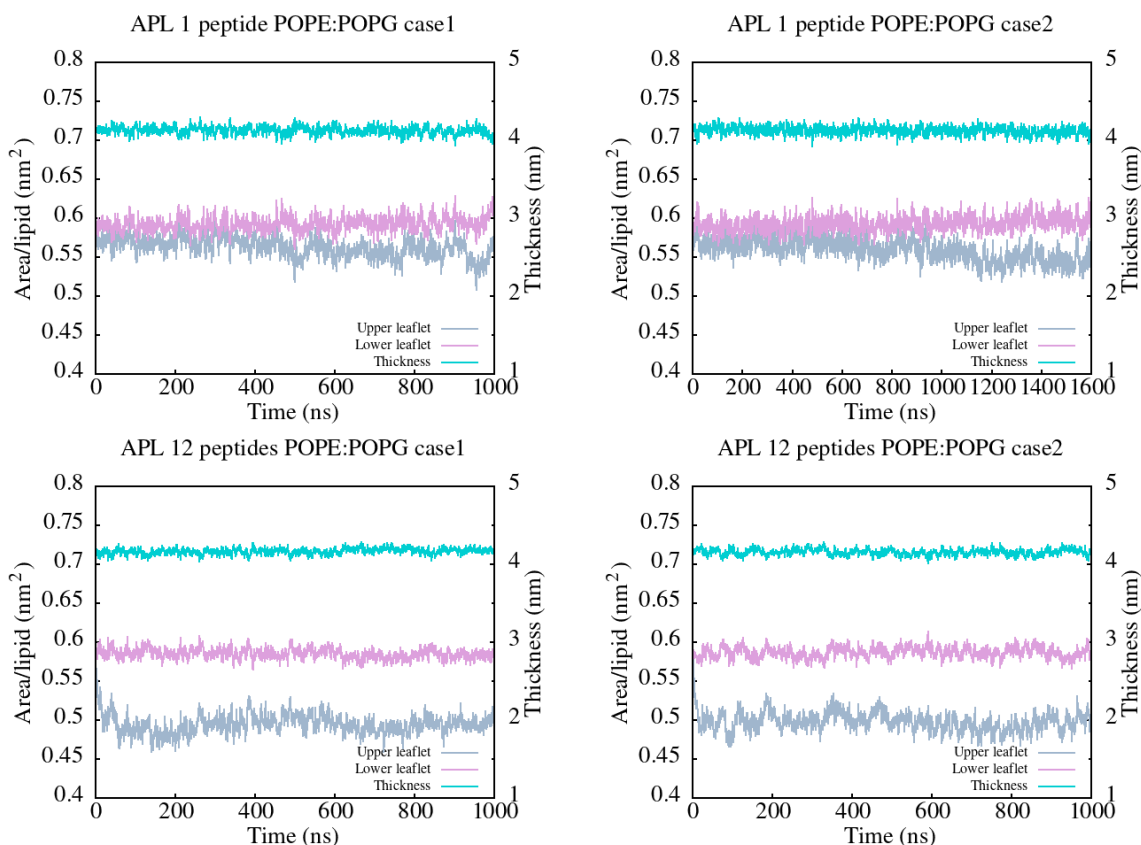 APL 1 peptide POPE:POPG case1
0.8
0.75
0.7
0.65
0.6
0.55
0.5
0.45
0.4
Area/lipid (nm²)
5
4
3
2
1
Thickness (nm)
Upper leaflet
Lower leaflet
Thickness
0 200 400 600 800 1000
Time (ns)
APL 1 peptide POPE:POPG case2
0.8
0.75
0.7
0.65
0.6
0.55
0.5
0.45
0.4
Area/lipid (nm²)
5
4
3
2
1
Thickness (nm)
Upper leaflet
Lower leaflet
Thickness
0 200 400 600 800 1000 1200 1400 1600
Time (ns)
APL 12 peptides POPE:POPG case1
0.8
0.75
0.7
0.65
0.6
0.55
0.5
0.45
0.4
Area/lipid (nm²)
5
4
3
2
1
Thickness (nm)
Upper leaflet
Lower leaflet
Thickness
0 200 400 600 800 1000
Time (ns)
APL 12 peptides POPE:POPG case2
0.8
0.75
0.7
0.65
0.6
0.55
0.5
0.45
0.4
Area/lipid (nm²)
5
4
3
2
1
Thickness (nm)
Upper leaflet
Lower leaflet
Thickness
0 200 400 600 800 1000
Time (ns)